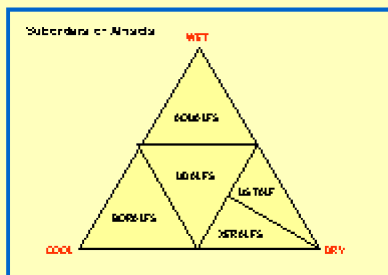 Suborders of Alfisols
WET
AQUALFS
UDALFS
USTALF
BORALFS
XERALFS
COOL
DRY